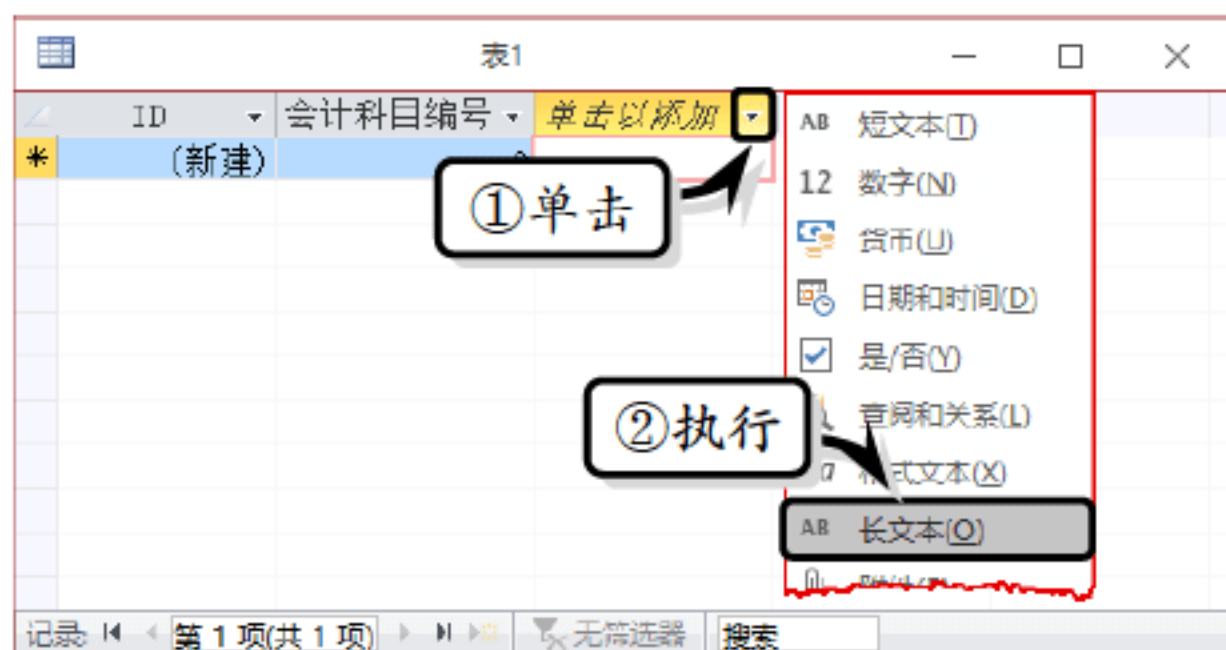 表1
ID 会计科目编号 单击以添加
* (新建)
①单击
AB 短文本(T)
12 数字(N)
货币(U)
日期和时间(D)
是/否(Y)
查阅和关系(L)
②执行
格式文本(X)
AB 长文本(O)
记录: 第 1 项(共 1 项) 无筛选器 搜索